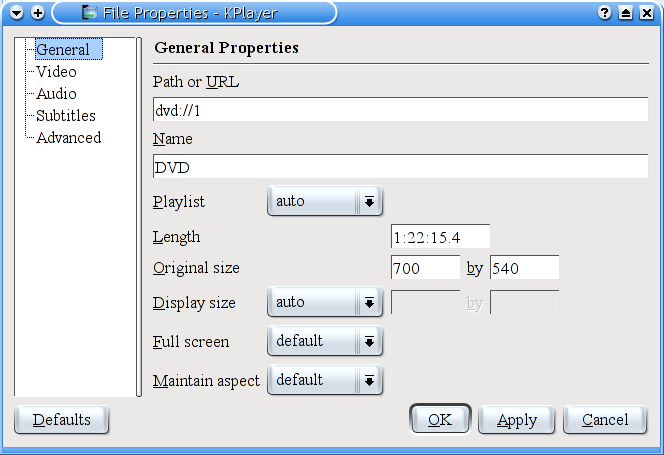 File Properties - KPlayer
General
Video
Audio
Subtitles
Advanced
General Properties
Path or URL
dvd://1
Name
DVD
Playlist auto
Length 1:22:15.4
Original size 700 by 540
Display size auto by
Full screen default
Maintain aspect default
Defaults OK Apply Cancel